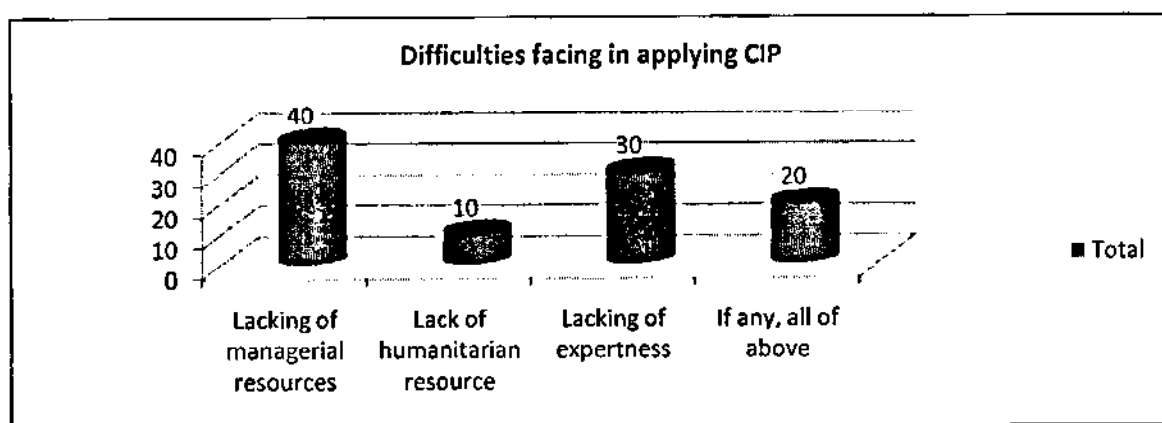 Difficulties facing in applying CIP
40
30
20
10
0
40
10
30
20
Lacking of
managerial
resources
Lack of
humanitarian
resource
Lacking of
expertness
If any, all of
above
Total